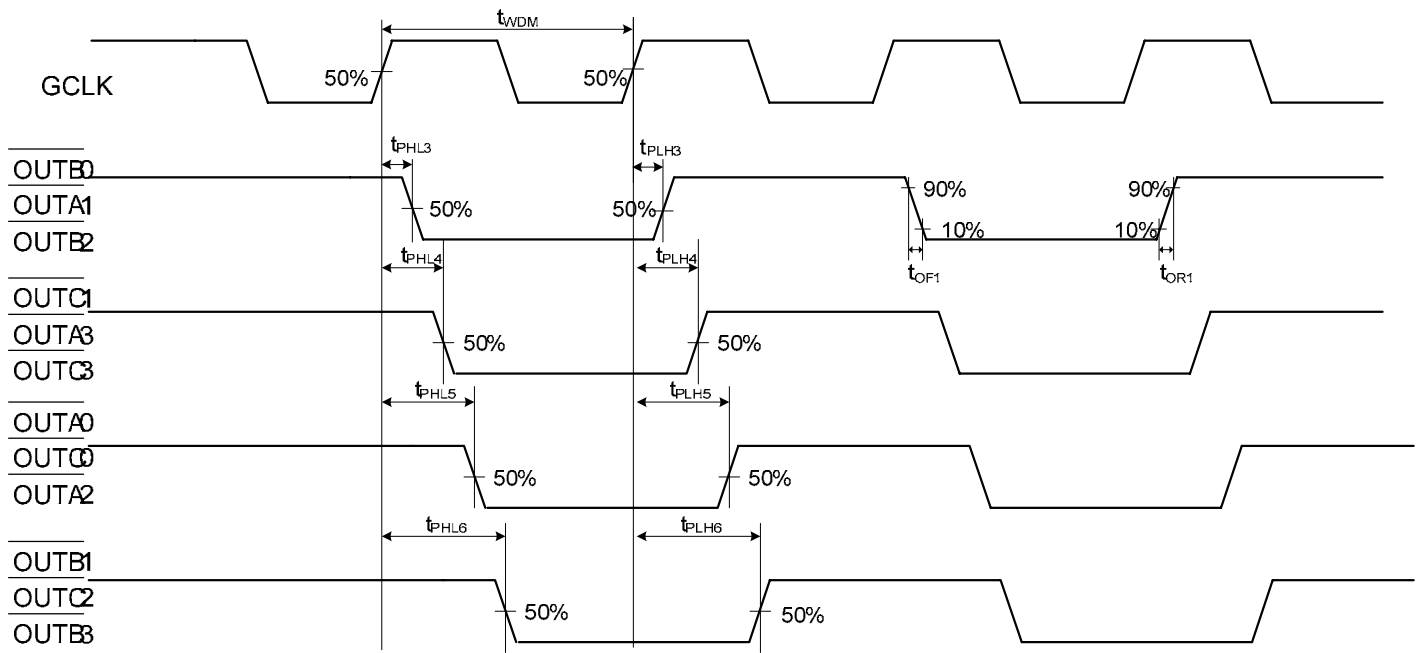 tWDM
GCLK
50%
50%
tPHL3
tPLH3
OUTB0
OUTA1
OUTB2
50%
50%
90%
10%
90%
10%
tOF1
tOR1
tPHL4
tPLH4
OUTC1
OUTA3
OUTC3
50%
50%
tPHL5
tPLH5
OUTA0
OUTC0
OUTA2
50%
50%
tPHL6
tPLH6
OUTB1
OUTC2
OUTB3
50%
50%